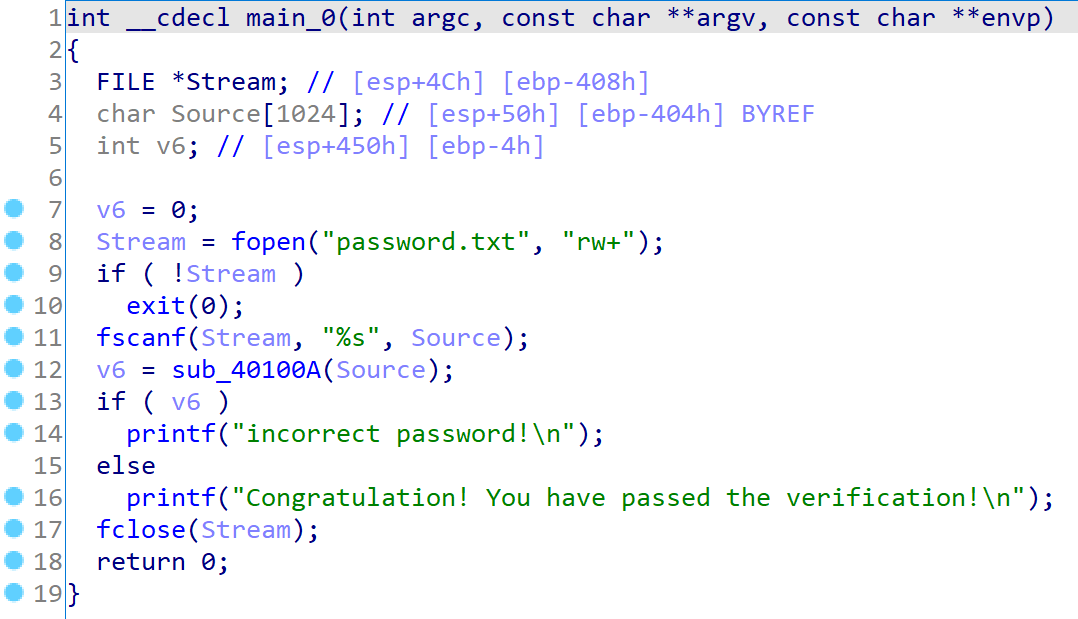 1 int __cdecl main_0(int argc, const char **argv, const char **envp)
2 {
3   FILE *Stream; // [esp+4Ch] [ebp-408h]
4   char Source[1024]; // [esp+50h] [ebp-404h] BYREF
5   int v6; // [esp+450h] [ebp-4h]
6
7   v6 = 0;
8   Stream = fopen("password.txt", "rw+");
9   if ( !Stream )
10     exit(0);
11   fscanf(Stream, "%s", Source);
12   v6 = sub_40100A(Source);
13   if ( v6 )
14     printf("incorrect password!\n");
15   else
16     printf("Congratulation! You have passed the verification!\n");
17   fclose(Stream);
18   return 0;
19 }